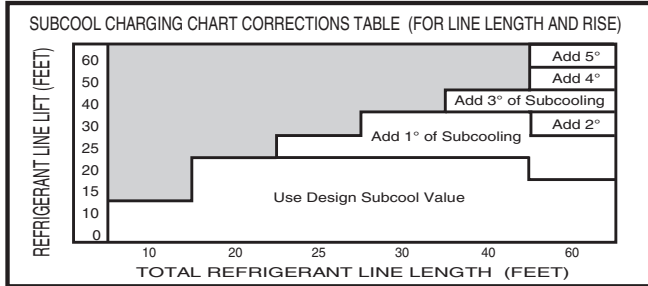 SUBCOOL CHARGING CHART CORRECTIONS TABLE (FOR LINE LENGTH AND RISE)
REFRIGERANT LINE LIFT (FEET)
60
50
40
30
25
20
15
10
0
Add 5°
Add 4°
Add 3° of Subcooling
Add 2°
Add 1° of Subcooling
Use Design Subcool Value
10 20 25 30 40 60
TOTAL REFRIGERANT LINE LENGTH (FEET)